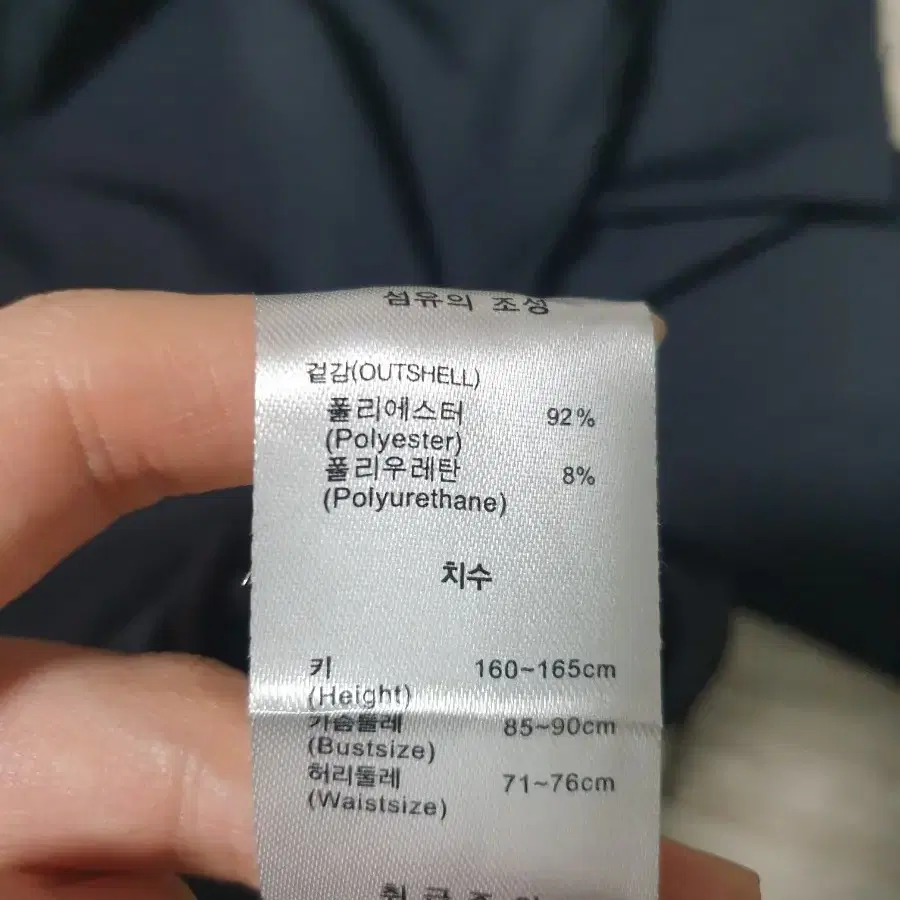 섬유의 조성
겉감(OUTSHELL)
폴리에스터 92%
(Polyester)
폴리우레탄 8%
(Polyurethane)
치수
키 160~165cm
(Height)
가슴둘레 85~90cm
(Bustsize)
허리둘레 71~76cm
(Waistsize)